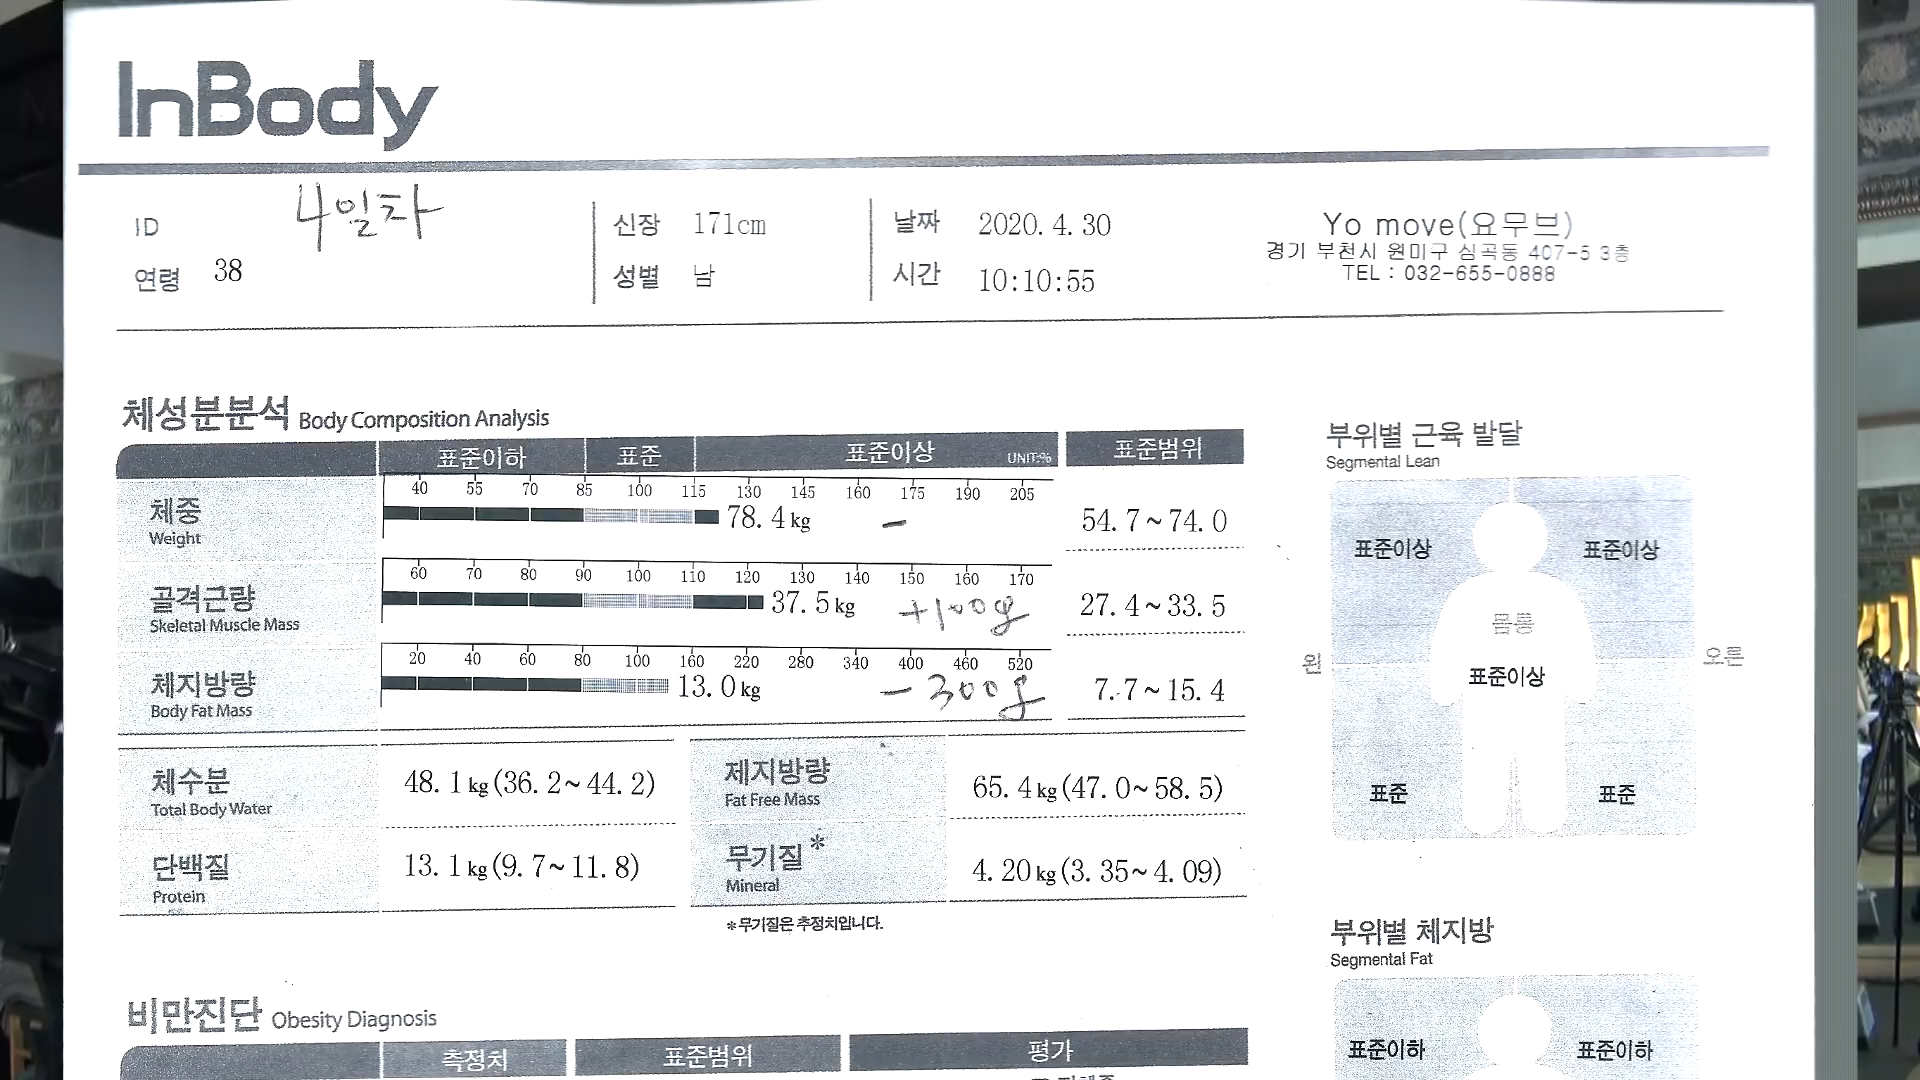 InBody
ID 4일차
연령 38
신장 171cm
성별 남
날짜 2020. 4. 30
시간 10:10:55
Yo move(요무브)
경기 부천시 원미구 심곡동 407-5 3층
TEL : 032-655-0888
체성분분석 Body Composition Analysis
표준이하 표준 표준이상 UNIT:% 표준범위
40 55 70 85 100 115 130 145 160 175 190 205
체중 78. 4 kg - 54. 7~74. 0
Weight
60 70 80 90 100 110 120 130 140 150 160 170
골격근량 37. 5 kg +100g 27. 4~33. 5
Skeletal Muscle Mass
20 40 60 80 100 160 220 280 340 400 460 520
체지방량 13. 0 kg -300g 7. 7~15. 4
Body Fat Mass
체수분 48. 1 kg (36. 2~44. 2)
Total Body Water
제지방량 65. 4 kg (47. 0~58. 5)
Fat Free Mass
단백질 13. 1 kg (9. 7~11. 8)
Protein
무기질* 4. 20 kg (3. 35~4. 09)
Mineral
*무기질은 추정치입니다.
비만진단 Obesity Diagnosis
측정치 표준범위 평가
부위별 근육 발달
Segmental Lean
표준이상 표준이상
몸통
왼 표준이상 오른
표준 표준
부위별 체지방
Segmental Fat
표준이하 표준이하